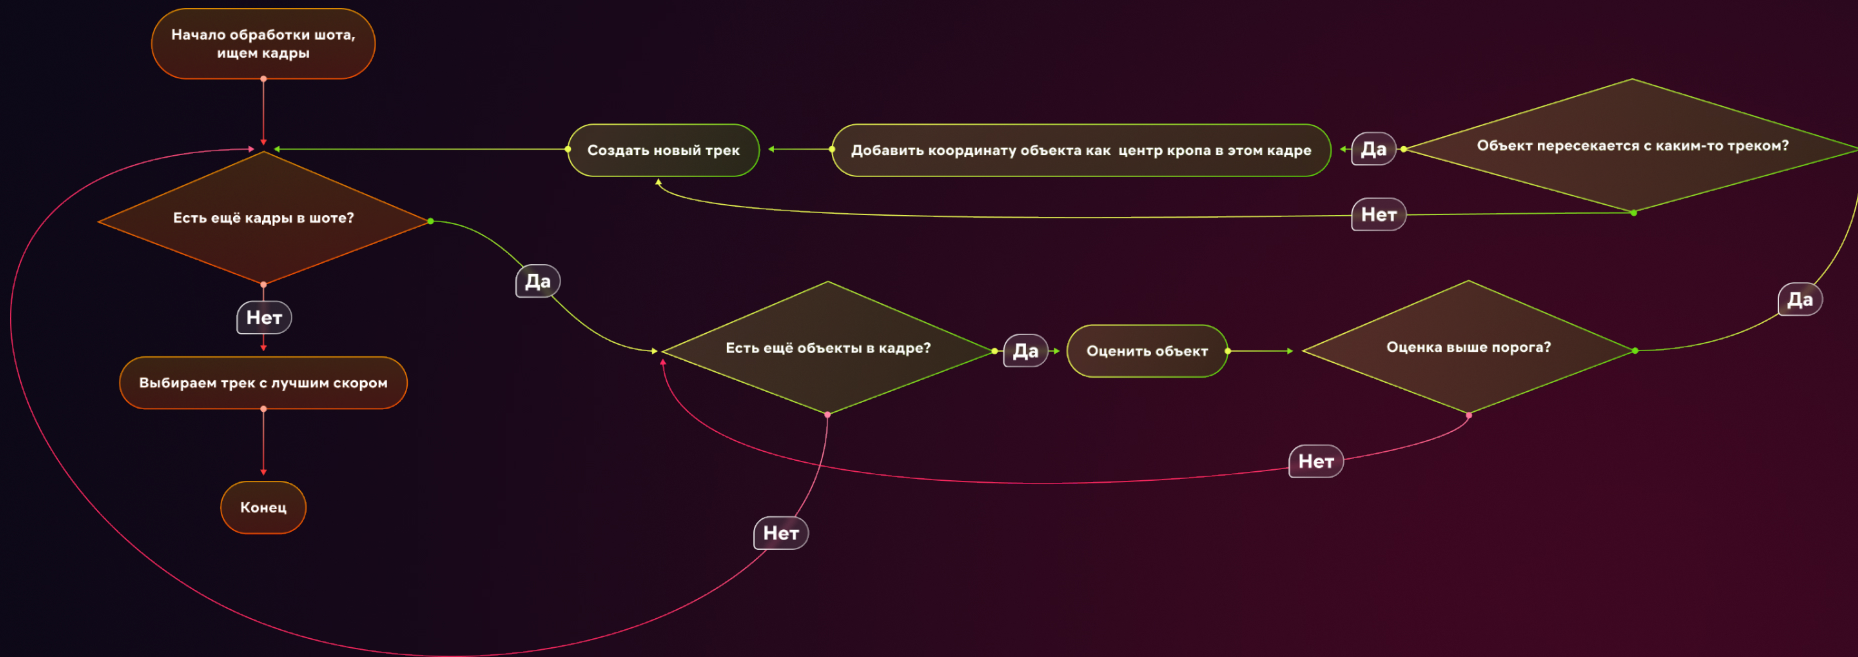 Начало обработки шота,
ищем кадры
Создать новый трек
Добавить координату объекта как центр кропа в этом кадре
Да
Объект пересекается с каким-то треком?
Есть ещё кадры в шоте?
Нет
Да
Да
Нет
Есть ещё объекты в кадре?
Да
Оценить объект
Оценка выше порога?
Выбираем трек с лучшим скором
Нет
Конец
Нет